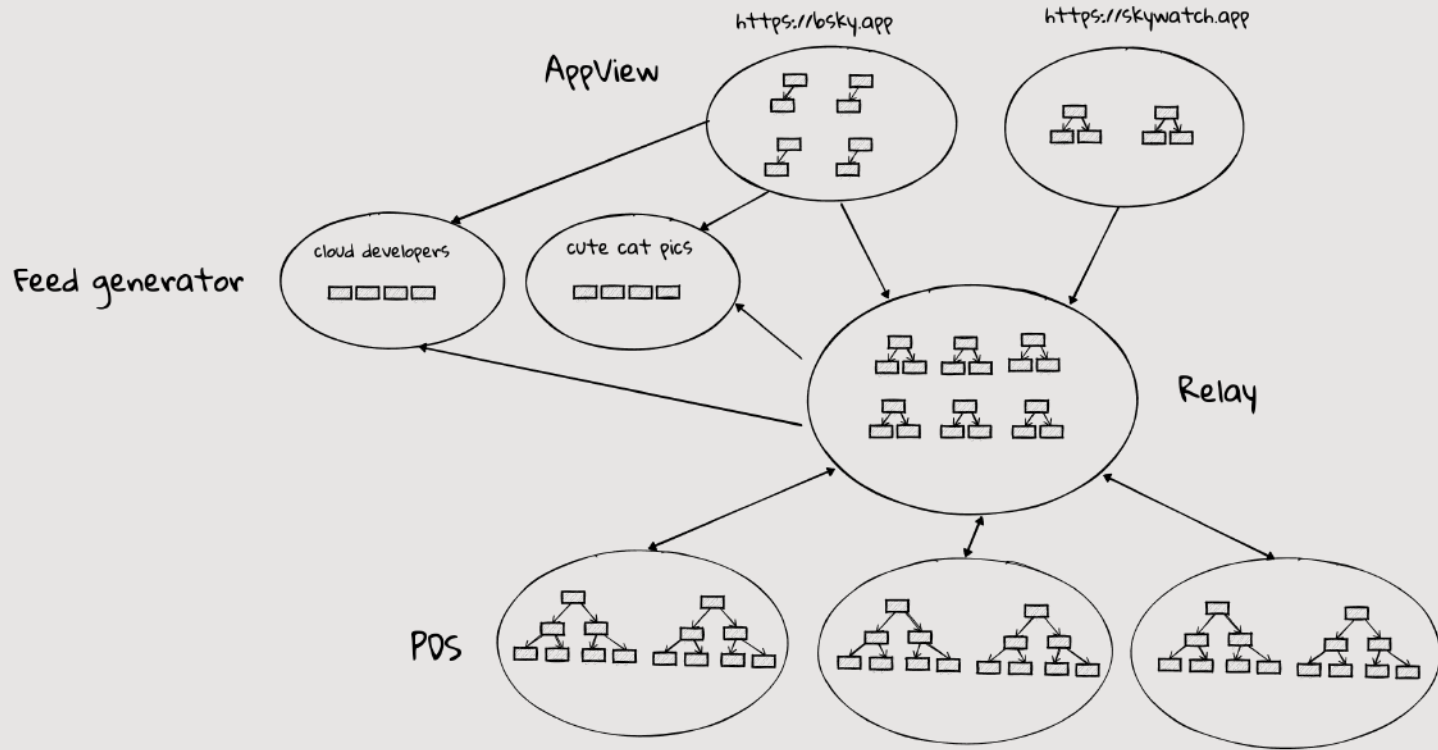 https://bsky.app
https://skywatch.app
AppView
cloud developers
cute cat pics
Feed generator
Relay
PDS